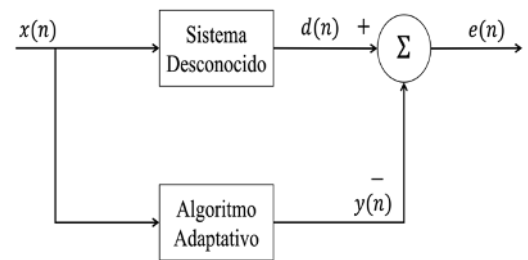 x(n)
Sistema
Desconocido
d(n) +
Σ
e(n)
−
y(n)
Algoritmo
Adaptativo